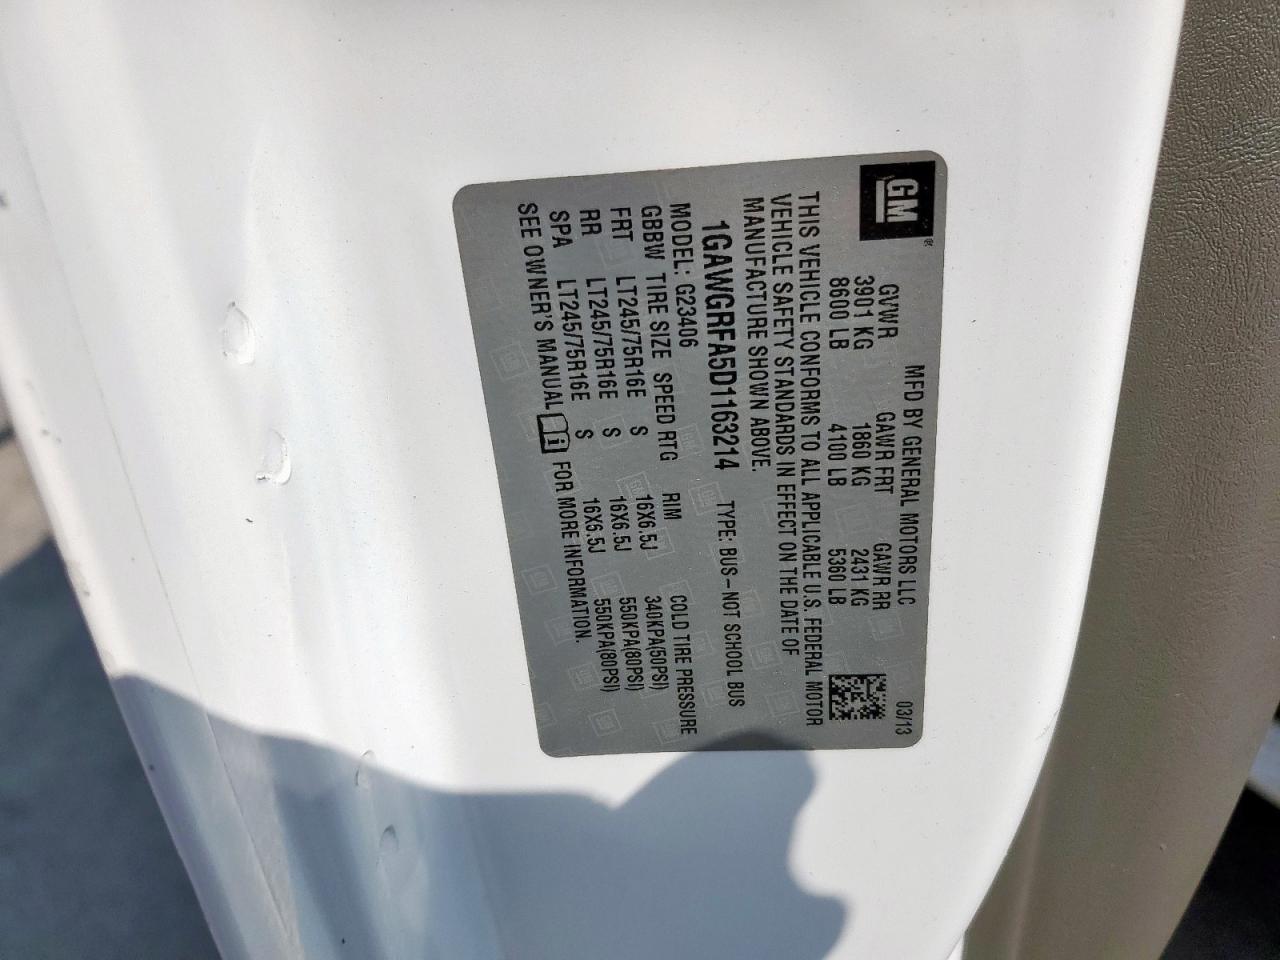 GM
MFD BY GENERAL MOTORS LLC 03/13
GVWR GAWR FRT GAWR RR
3901 KG 1860 KG 2431 KG
8600 LB 4100 LB 5360 LB
THIS VEHICLE CONFORMS TO ALL APPLICABLE U.S. FEDERAL MOTOR
VEHICLE SAFETY STANDARDS IN EFFECT ON THE DATE OF
MANUFACTURE SHOWN ABOVE.
1GAWGRFA5D1163214 TYPE: BUS-NOT SCHOOL BUS
MODEL: G23406
GBBW TIRE SIZE SPEED RTG RIM COLD TIRE PRESSURE
FRT LT245/75R16E S 16X6.5J 340KPA(50PSI)
RR LT245/75R16E S 16X6.5J 550KPA(80PSI)
SPA LT245/75R16E S 16X6.5J 550KPA(80PSI)
SEE OWNER'S MANUAL i FOR MORE INFORMATION.